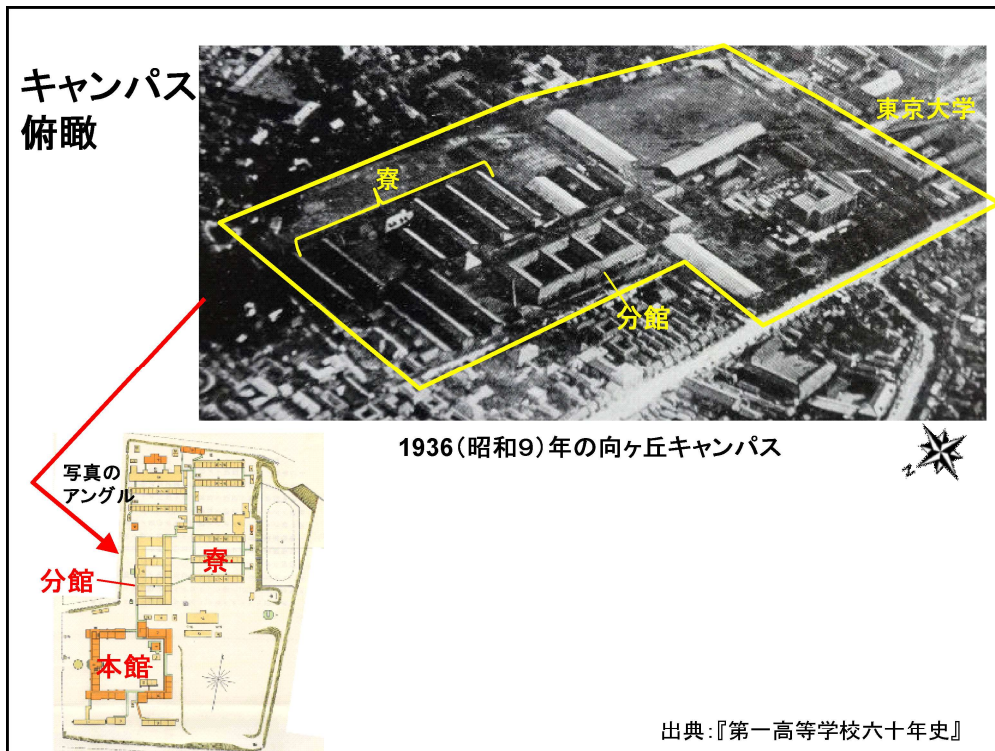 キャンパス
俯瞰
東京大学
寮
分館
1936(昭和9)年の向ヶ丘キャンパス
N
写真の
アングル
寮
分館
本館
出典:『第一高等学校六十年史』